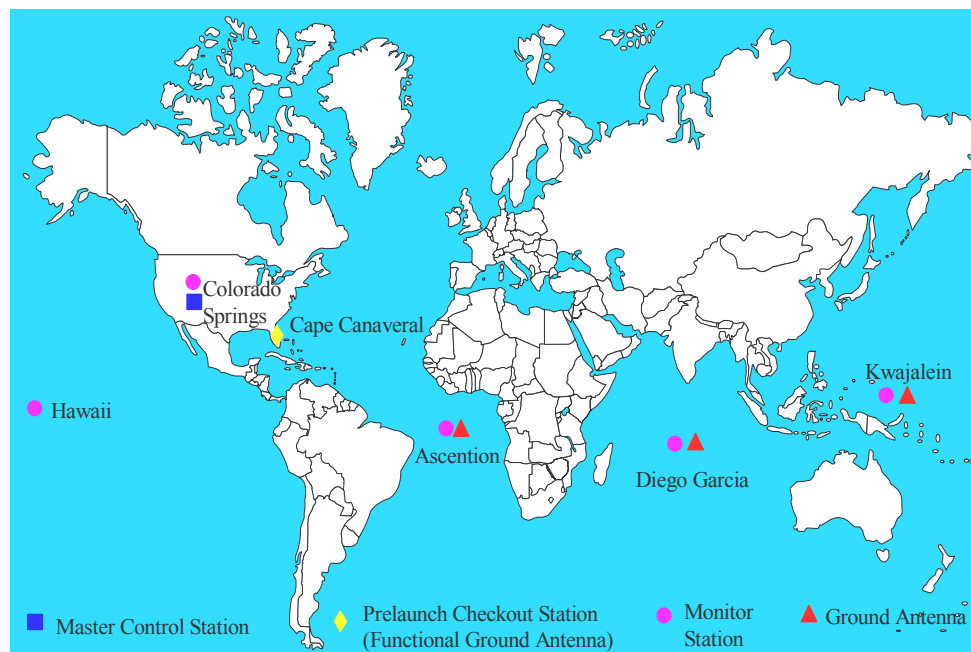 Colorado
Springs
Cape Canaveral
Kwajalein
Hawaii
Ascention
Diego Garcia
Master Control Station
Prelaunch Checkout Station
(Functional Ground Antenna)
Monitor
Station
Ground Antenna